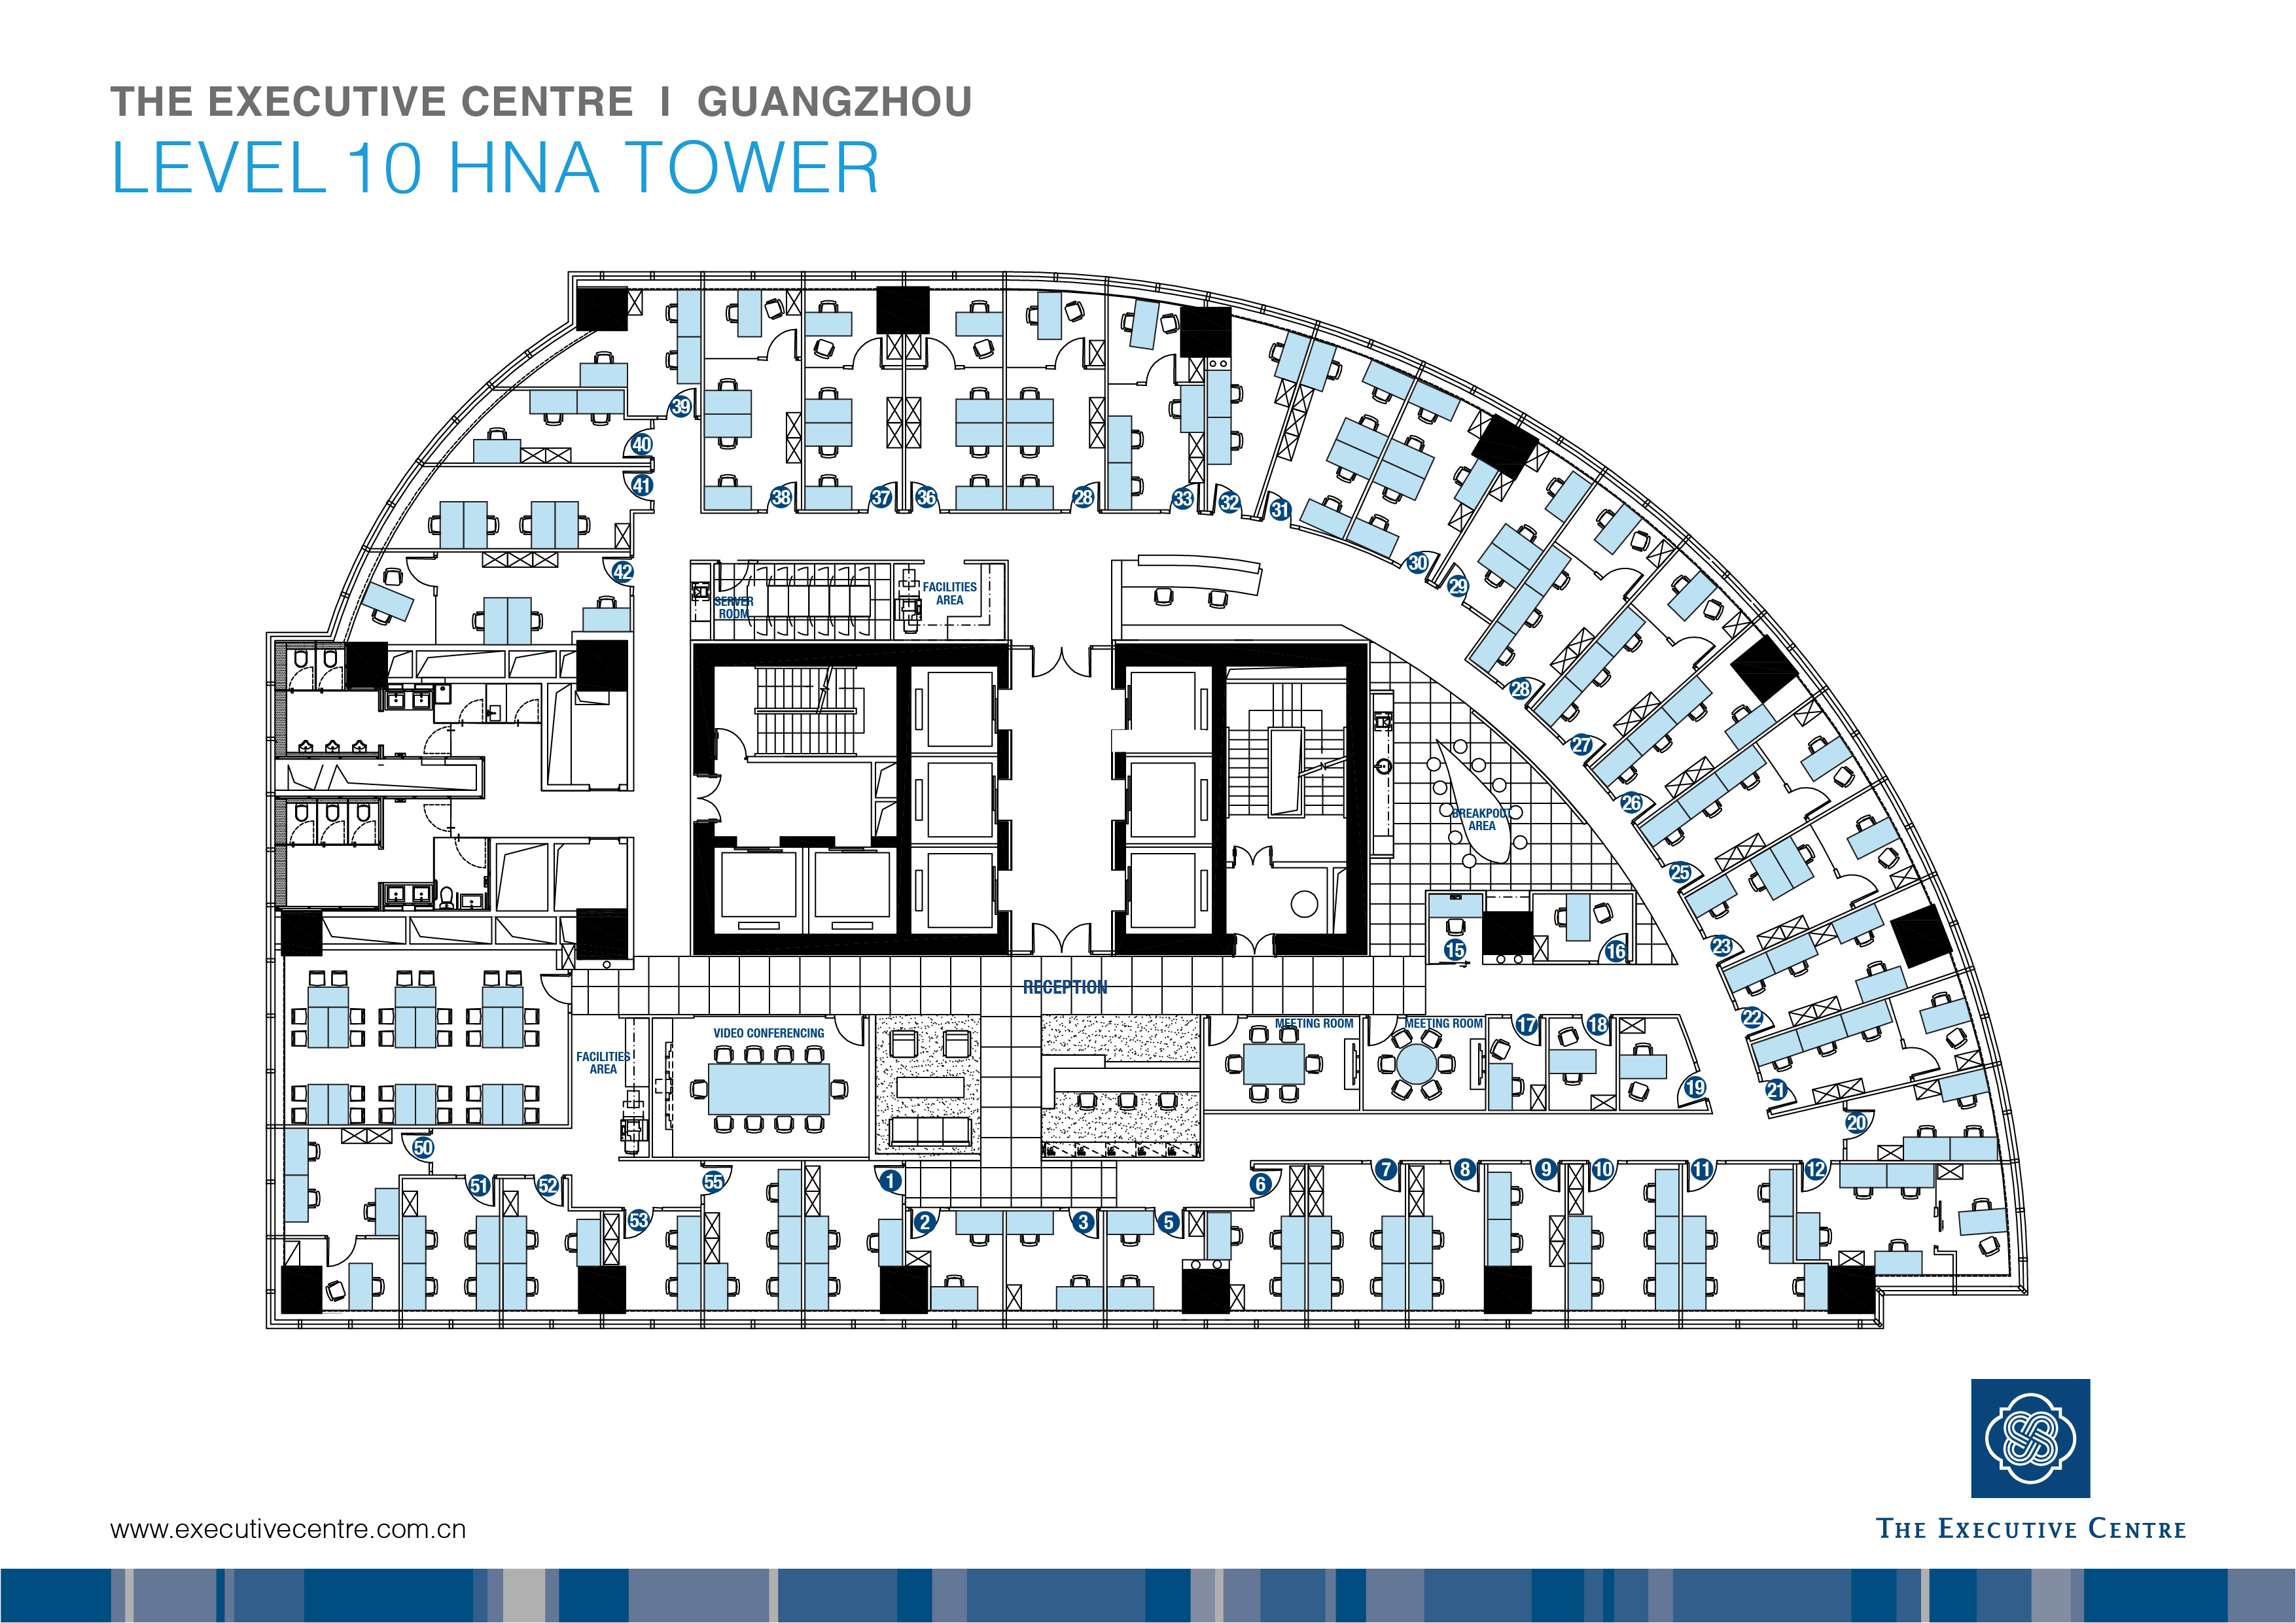 THE EXECUTIVE CENTRE I GUANGZHOU
LEVEL 10 HNA TOWER
39
40
41
38
37
36
28
33
32
31
30
29
42
SERVER
ROOM
FACILITIES
AREA
28
27
26
BREAKPOUT
AREA
25
23
15
16
22
RECEPTION
VIDEO CONFERENCING
MEETING ROOM
MEETING ROOM
17
18
FACILITIES
AREA
19
21
20
50
51
52
55
1
6
7
8
9
10
11
12
53
2
3
5
www.executivecentre.com.cn
THE EXECUTIVE CENTRE